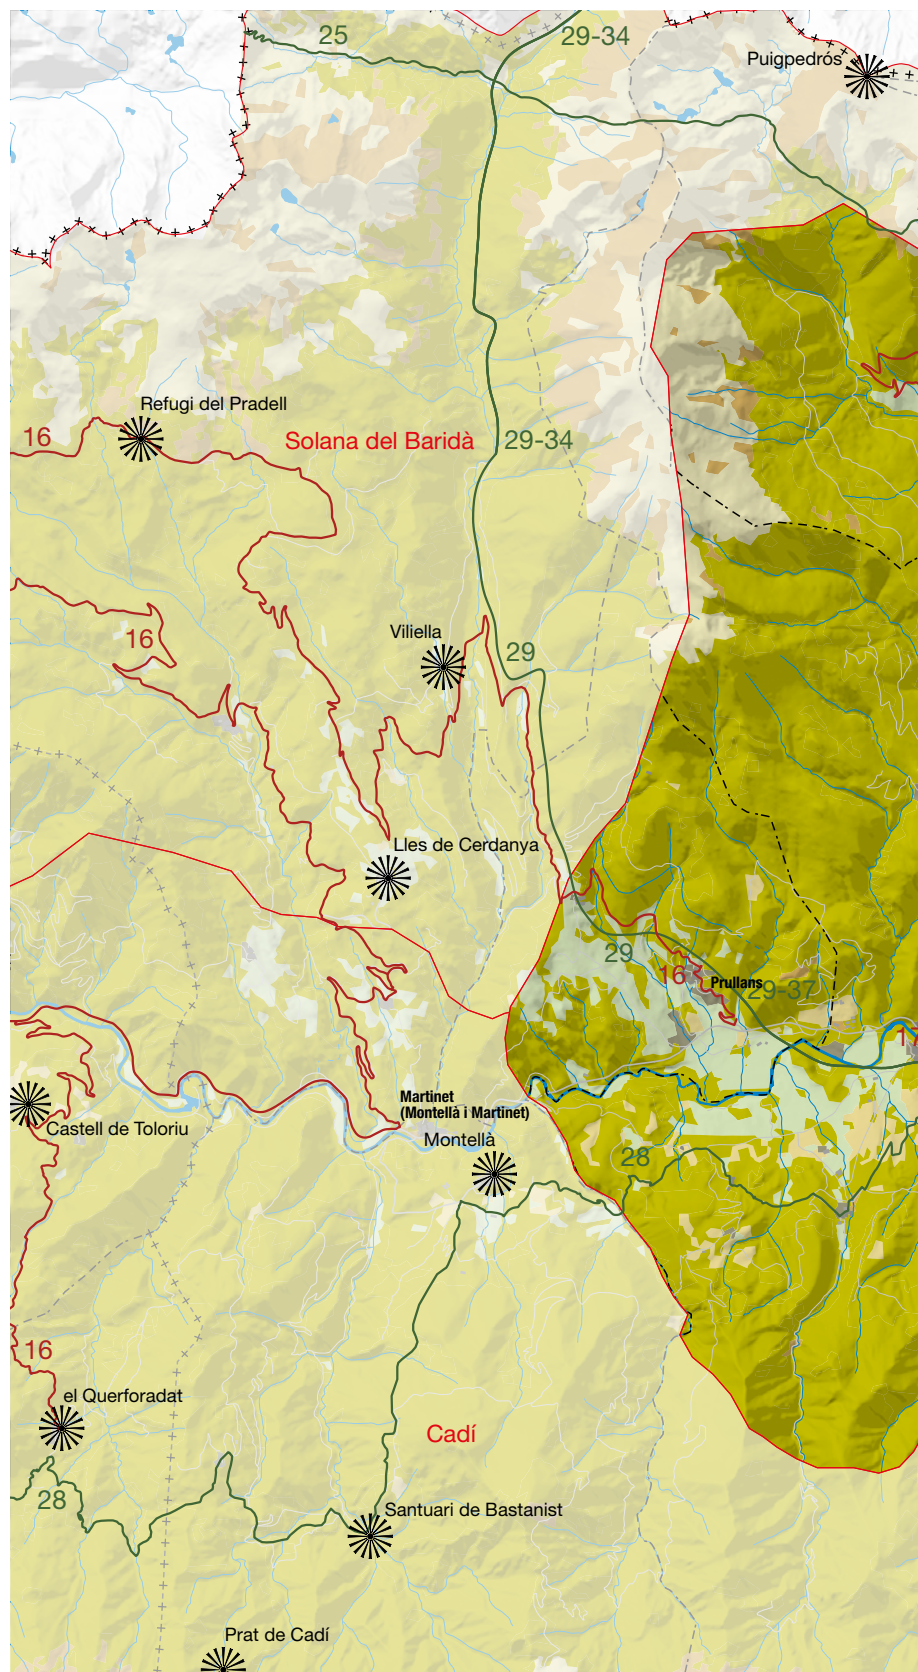 25
29-34
Puigpedrós
Refugi del Pradell
16
Solana del Baridà
29-34
16
Viliella
29
Lles de Cerdanya
29
16
Prullans
29-37
17
Martinet
(Montellà i Martinet)
Castell de Toloriu
Montellà
28
16
el Querforadat
Cadí
28
Santuari de Bastanist
Prat de Cadí